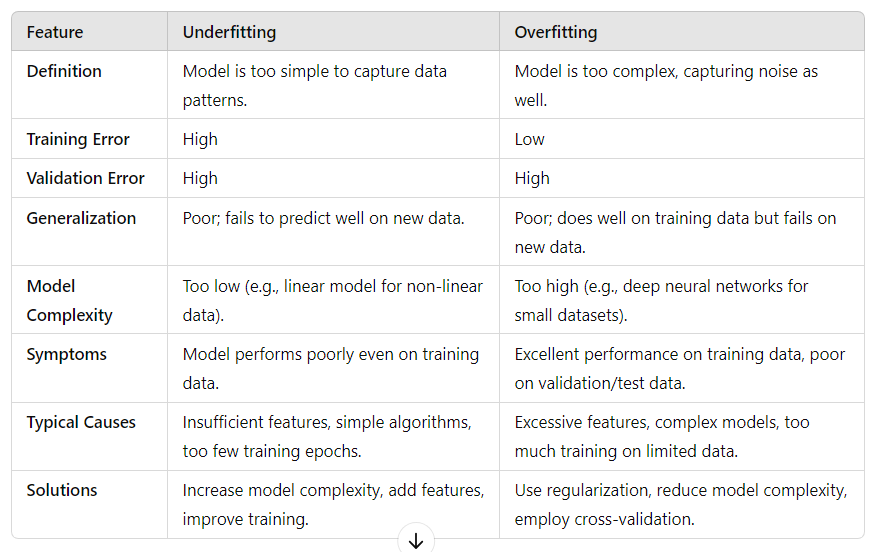 Feature Underfitting Overfitting
Definition Model is too simple to capture data Model is too complex, capturing noise as
patterns. well.
Training Error High Low
Validation Error High High
Generalization Poor; fails to predict well on new data. Poor; does well on training data but fails on
new data.
Model Too low (e.g., linear model for non-linear Too high (e.g., deep neural networks for
Complexity data). small datasets).
Symptoms Model performs poorly even on training Excellent performance on training data, poor
data. on validation/test data.
Typical Causes Insufficient features, simple algorithms, Excessive features, complex models, too
too few training epochs. much training on limited data.
Solutions Increase model complexity, add features, Use regularization, reduce model complexity,
improve training. employ cross-validation.